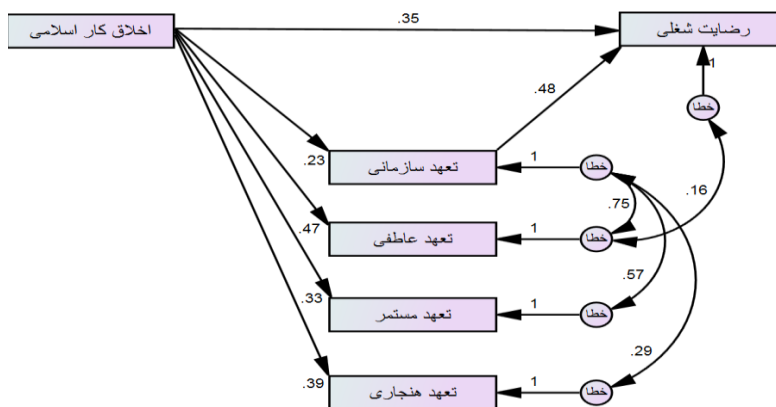 اخلاق کار اسلامی
.35
رضایت شغلی
1
خطا
.48
.23
تعهد سازمانی
1
خطا
.75
.16
.47
تعهد عاطفی
1
خطا
.57
.33
تعهد مستمر
1
خطا
.29
.39
تعهد هنجاری
1
خطا